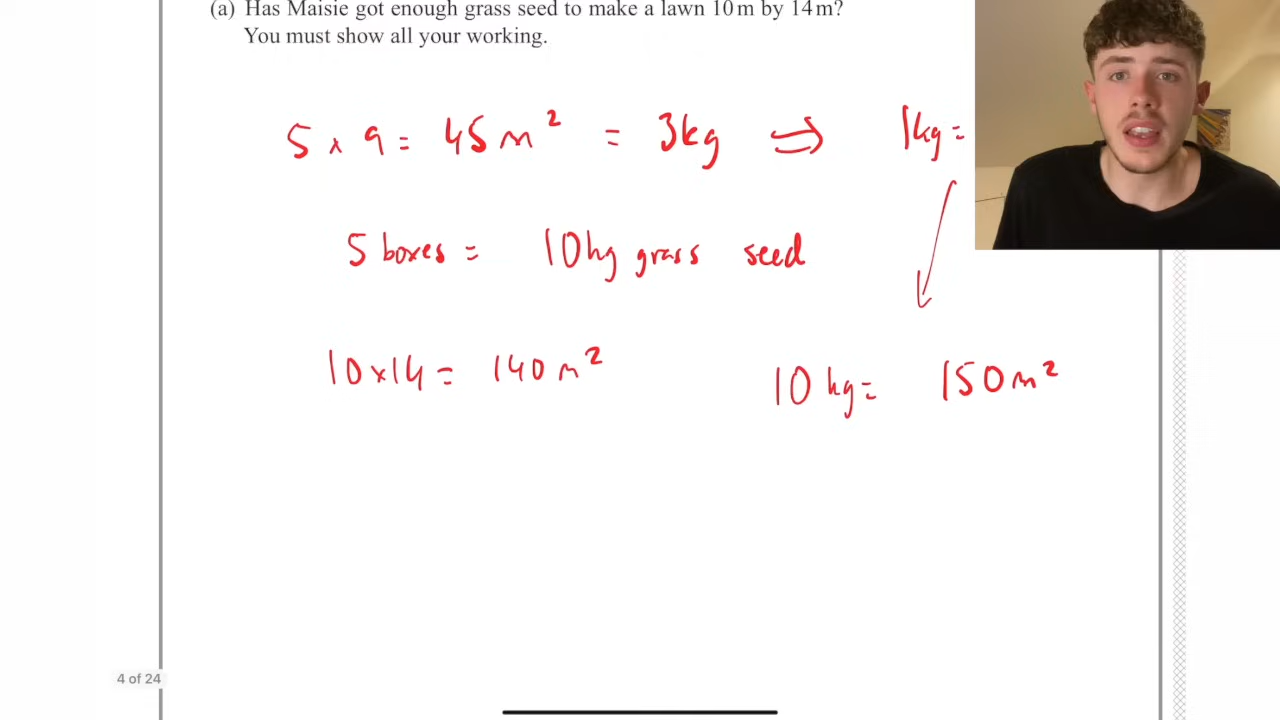 (a) Has Maisie got enough grass seed to make a lawn 10 m by 14 m?
You must show all your working.
5 × 9 = 45 m² = 3kg ⇒ 1kg =
5 boxes = 10kg grass seed
10×14 = 140 m²
10 kg = 150 m²
4 of 24